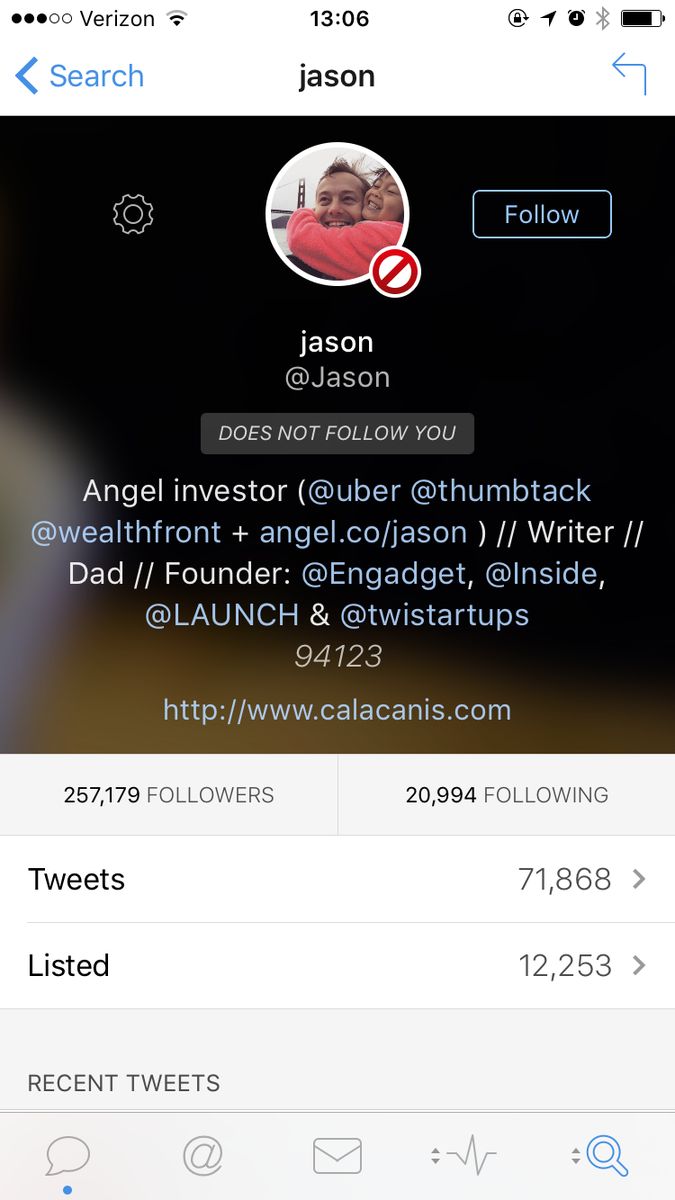 Verizon 13:06
Search jason
Follow
jason
@Jason
DOES NOT FOLLOW YOU
Angel investor (@uber @thumbtack
@wealthfront + angel.co/jason ) // Writer //
Dad // Founder: @Engadget, @Inside,
@LAUNCH & @twistartups
94123
http://www.calacanis.com
257,179 FOLLOWERS 20,994 FOLLOWING
Tweets 71,868
Listed 12,253
RECENT TWEETS